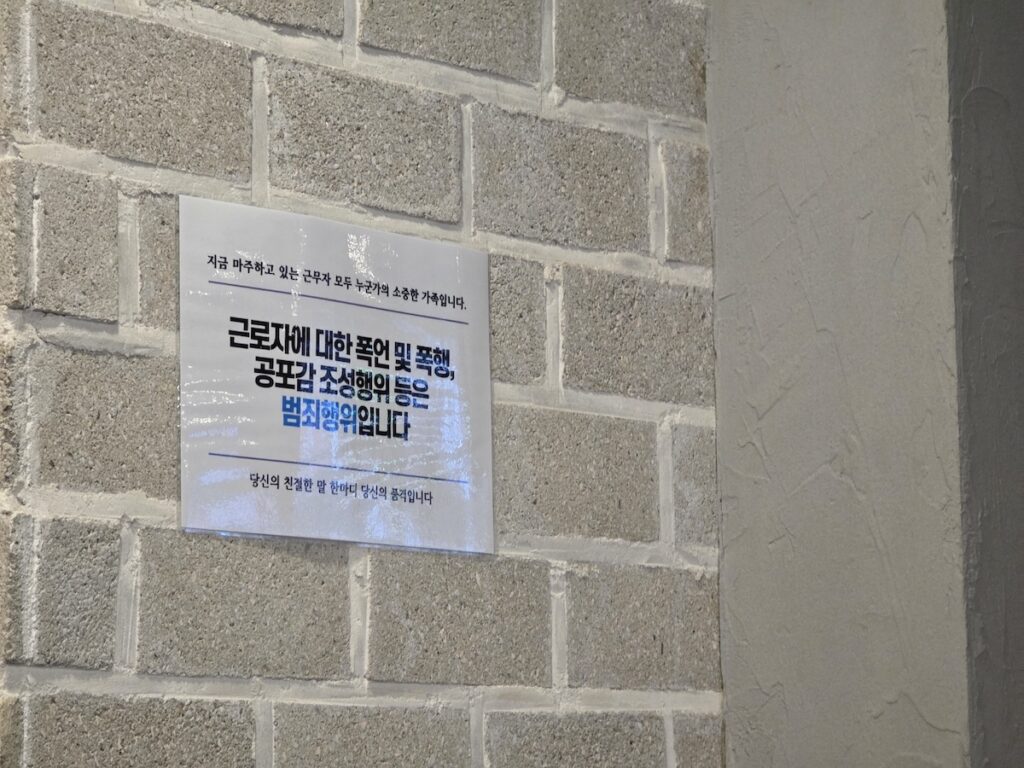 지금 마주하고 있는 근무자 모두 누군가의 소중한 가족입니다.
근로자에 대한 폭언 및 폭행,
공포감 조성행위 등은
범죄행위입니다
당신의 친절한 말 한마디 당신의 품격입니다